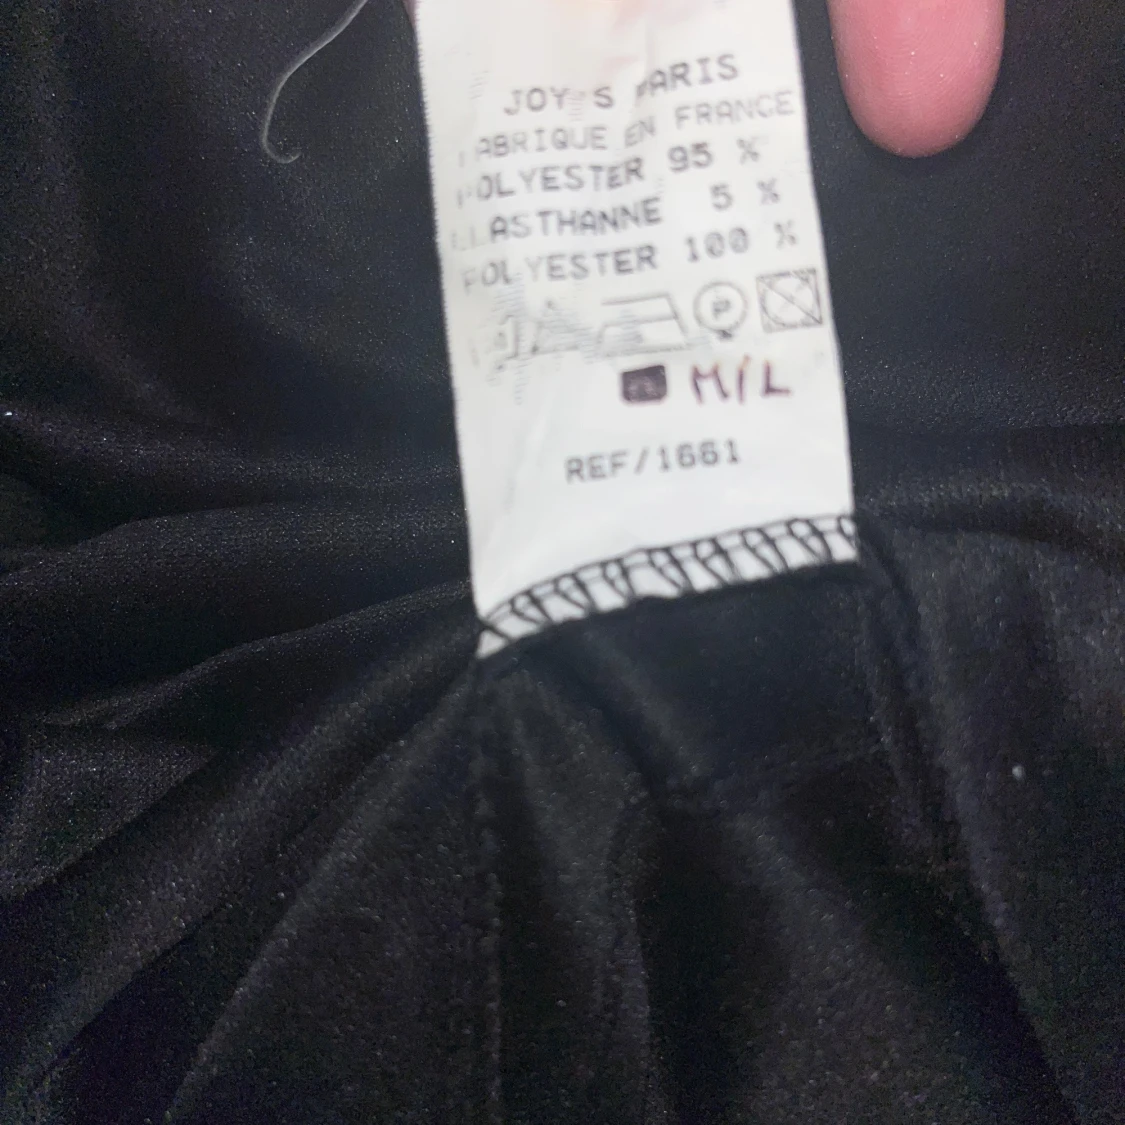 JOY S PARIS
FABRIQUE EN FRANCE
POLYESTER 95 %
ELASTHANNE 5 %
POLYESTER 100 %
P
M/L
REF/1661